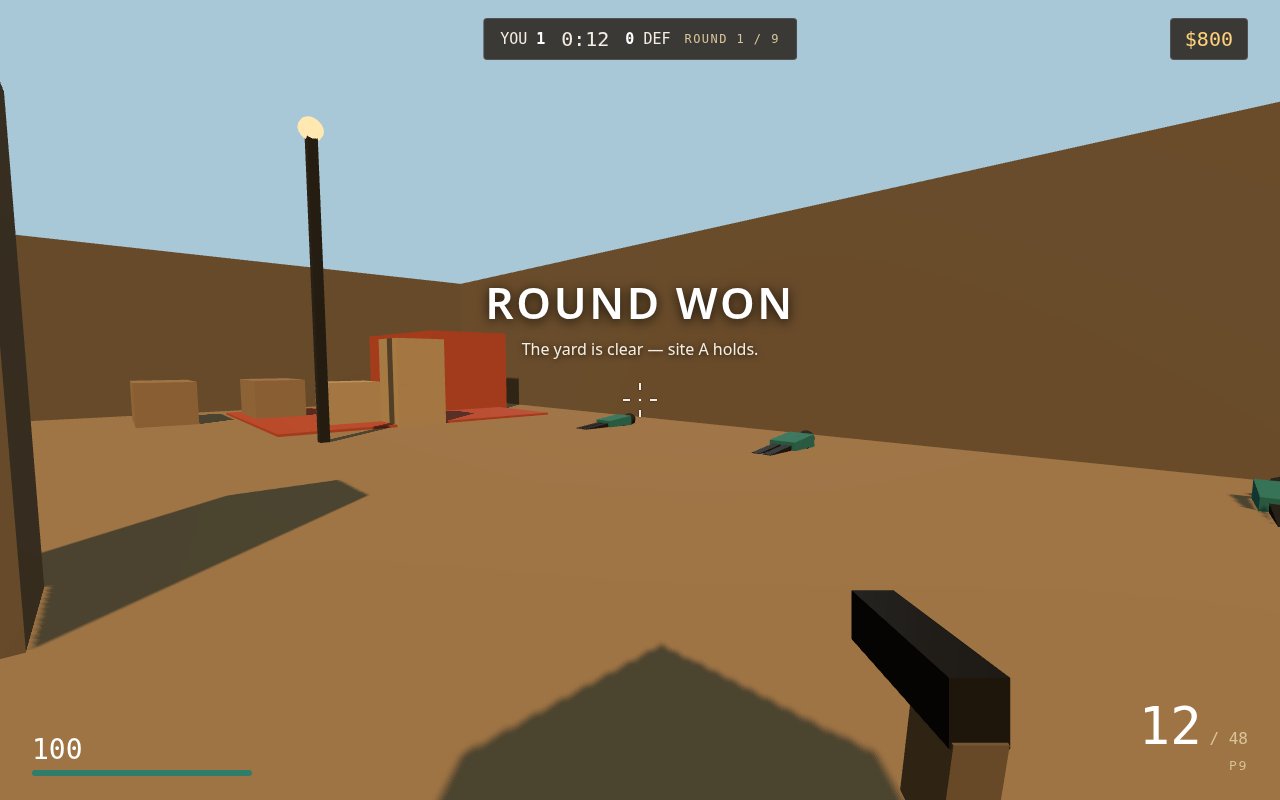 YOU 1 0:12 0 DEF ROUND 1 / 9
$800
ROUND WON
The yard is clear — site A holds.
100
12 / 48
P9